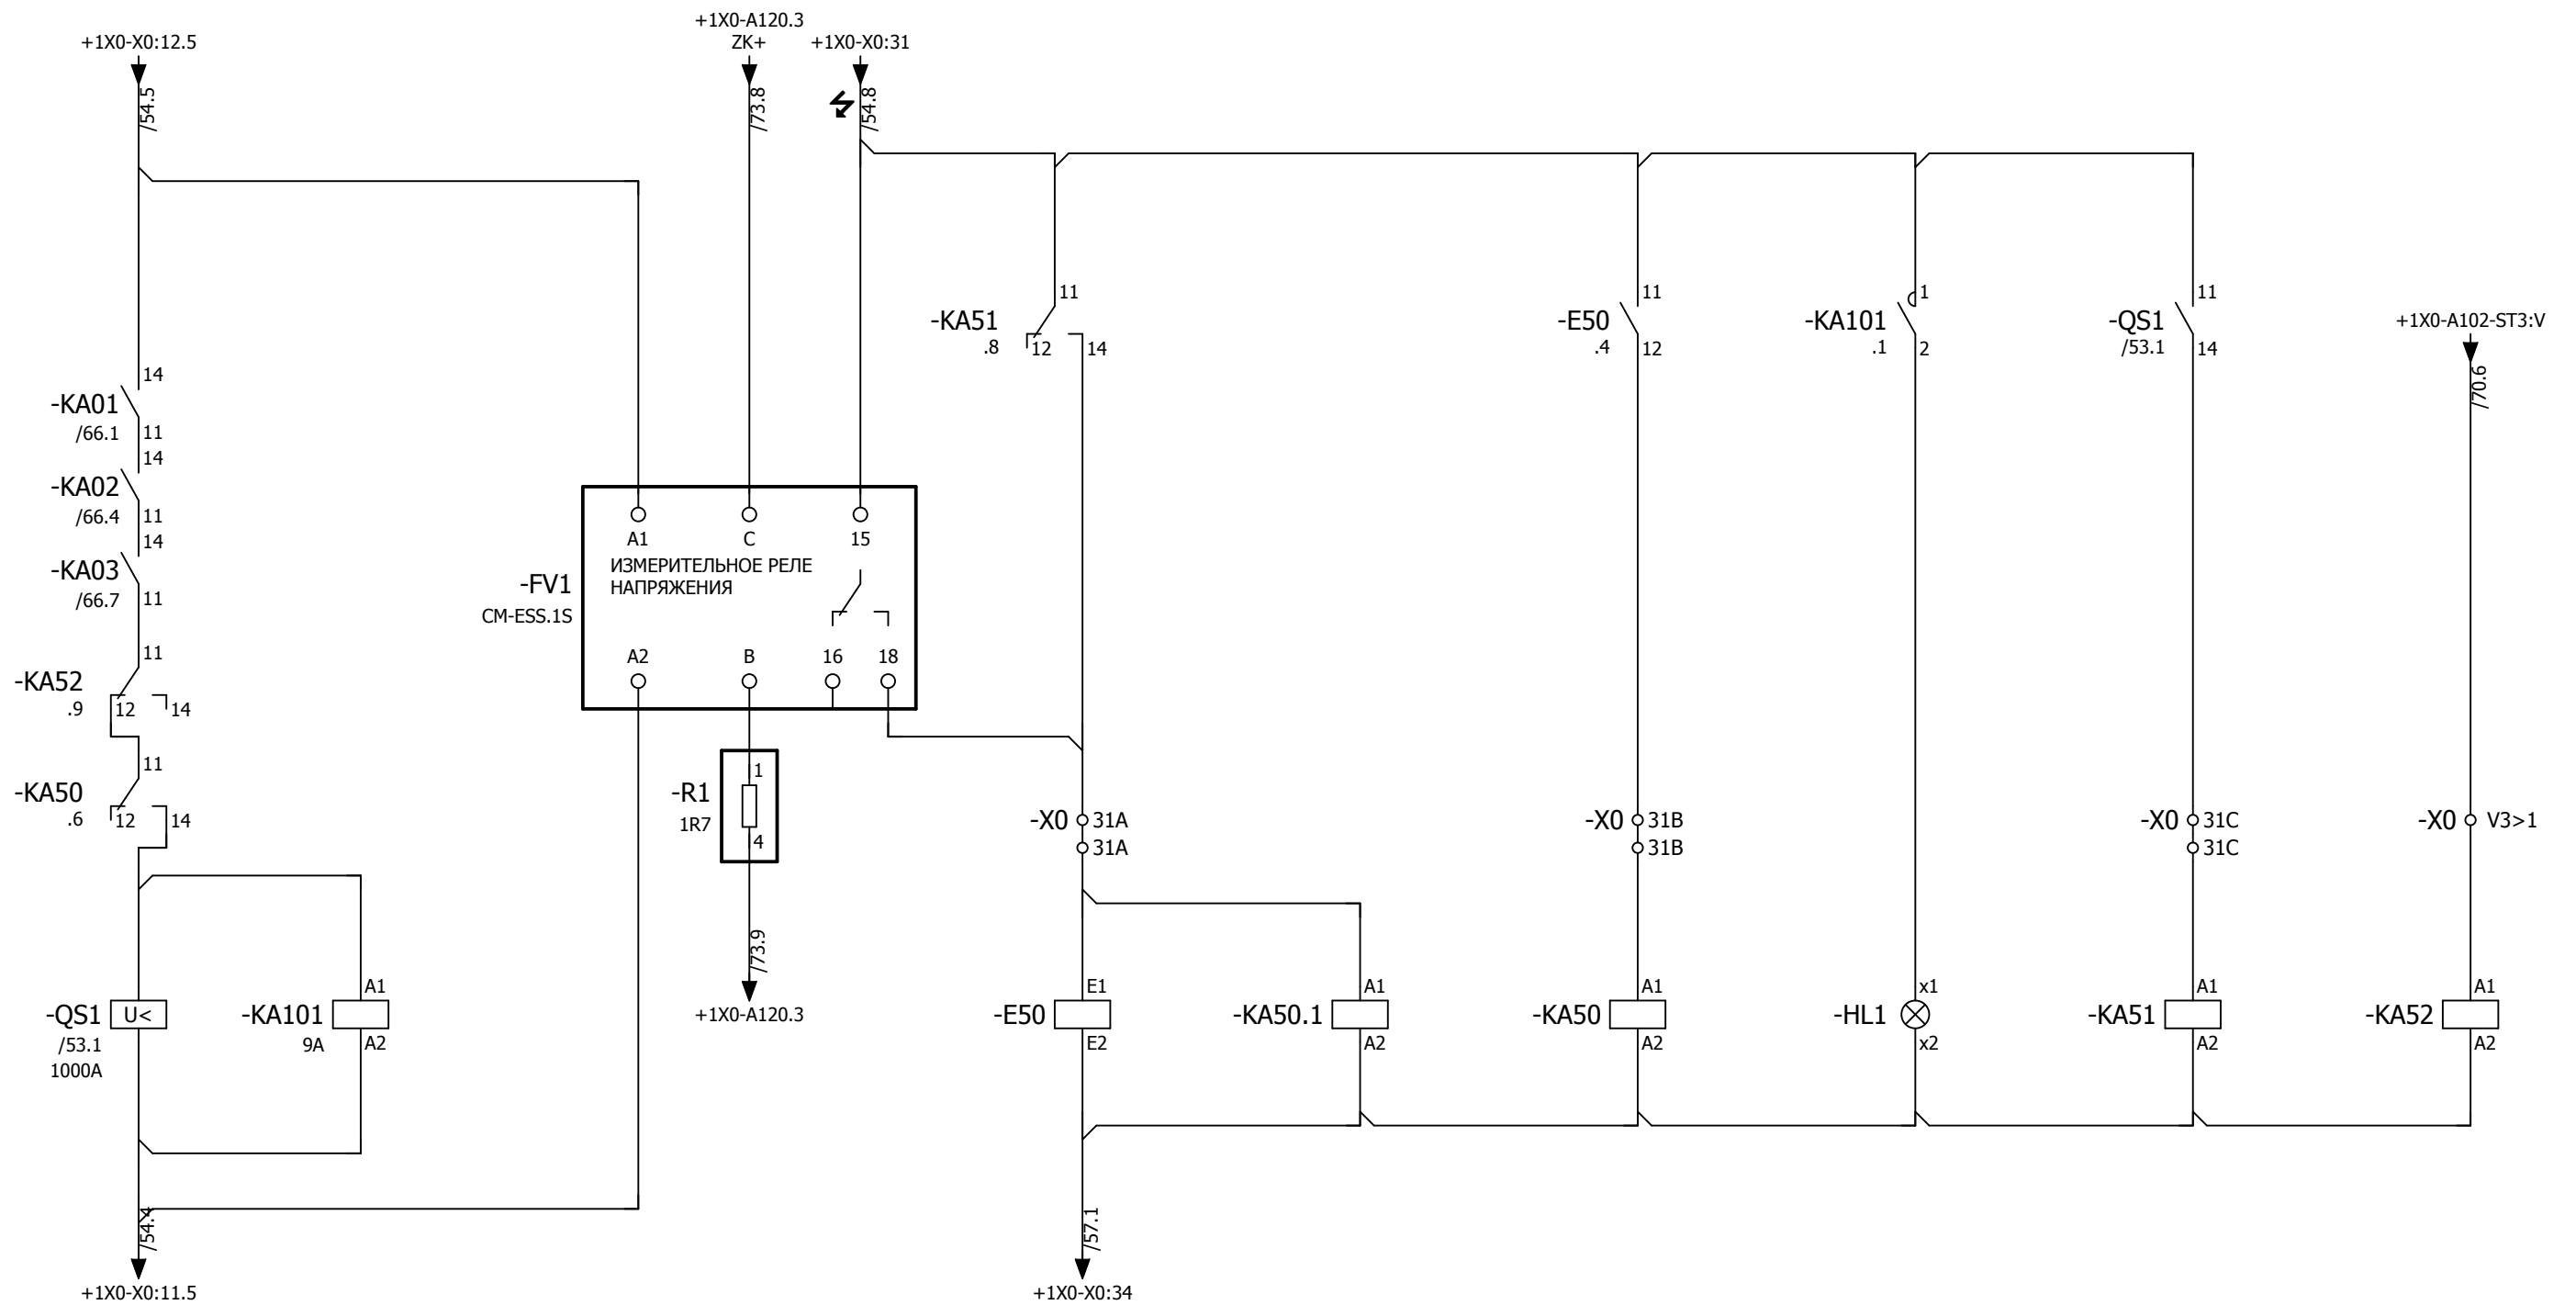 +1X0-A120.3
+1X0-X0:12.5
ZK+
+1X0-X0:31
/54.5
/73.8
/54.8
11
11
1
11
-KA51
-E50
-KA101
-QS1
+1X0-A102-ST3:V
.8
12
14
.4
12
.1
2
/53.1
14
/70.6
14
-KA01
/66.1
11
14
-KA02
/66.4
11
14
-KA03
/66.7
11
A1
C
15
ИЗМЕРИТЕЛЬНОЕ РЕЛЕ
НАПРЯЖЕНИЯ
-FV1
CM-ESS.1S
A2
B
16
18
11
-KA52
.9
12
14
11
-KA50
.6
12
14
1
-R1
1R7
4
-X0
31A
31A
-X0
31B
31B
-X0
31C
31C
-X0
V3>1
/73.9
+1X0-A120.3
-QS1
U<
/53.1
1000A
A1
-KA101
9A
A2
E1
-E50
E2
A1
-KA50.1
A2
A1
-KA50
A2
x1
-HL1
x2
A1
-KA51
A2
A1
-KA52
A2
/54.4
/57.1
+1X0-X0:11.5
+1X0-X0:34